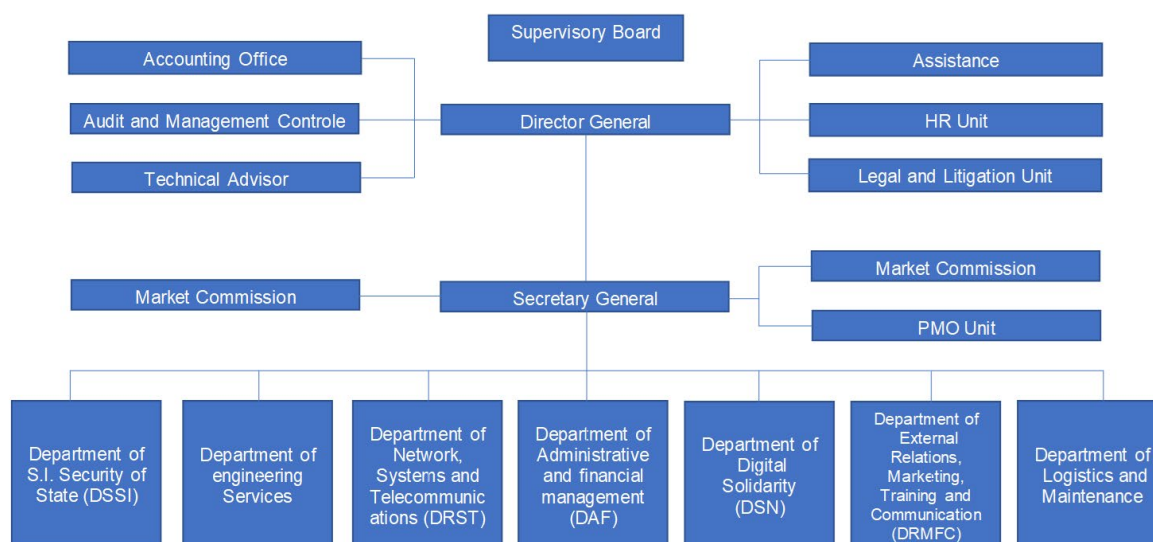 Supervisory Board
Accounting Office
Assistance
Audit and Management Controle
Director General
HR Unit
Technical Advisor
Legal and Litigation Unit
Market Commission
Market Commission
Secretary General
PMO Unit
Department of
S.I. Security of
State (DSSI)
Department of
engineering
Services
Department of
Network,
Systems and
Telecommunic
ations (DRST)
Department of
Administrative
and financial
management
(DAF)
Department of
Digital
Solidarity
(DSN)
Department of
External
Relations,
Marketing,
Training and
Communication
(DRMFC)
Department of
Logistics and
Maintenance